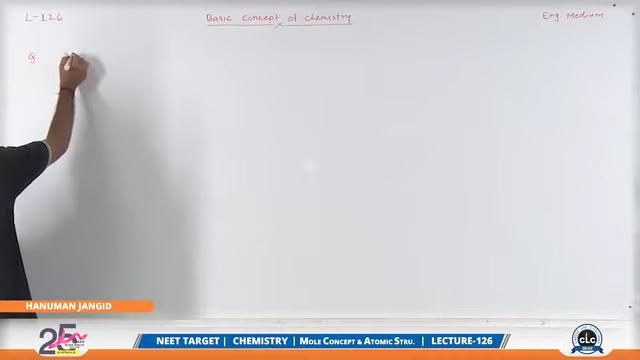 L-126
Basic Concept of Chemistry
Eng. Medium
Q.
HANUMAN JANGID
25
NEET TARGET | CHEMISTRY | MOLE CONCEPT & ATOMIC STRU. | LECTURE-126
CLC